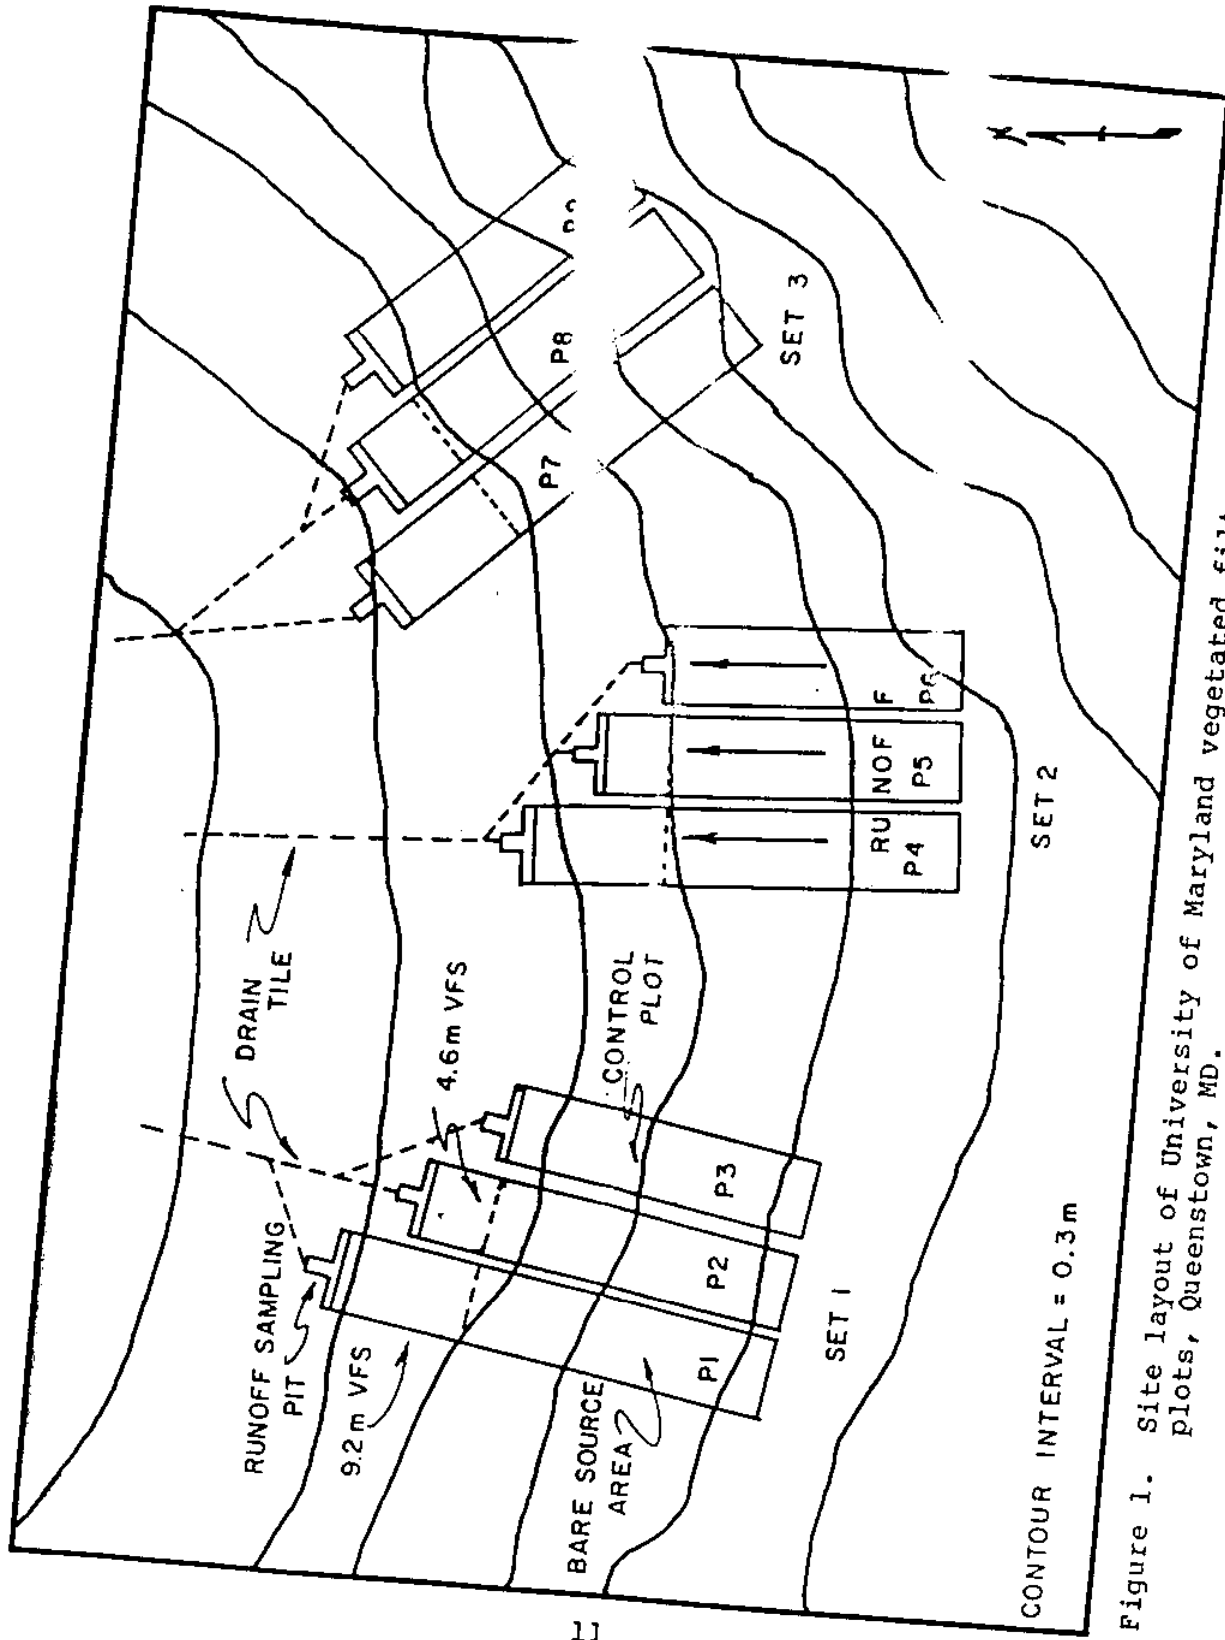 RUNOFF SAMPLING
PIT
9.2m VFS
BARE SOURCE
AREA
DRAIN
TILE
4.6m VFS
CONTROL
PLOT
P1
P2
P3
SET 1
RU NOF F
P4
P5
P6
SET 2
P7
P8
SET 3
CONTOUR INTERVAL = 0.3m
Figure 1. Site layout of University of Maryland vegetated filt
plots, Queenstown, MD.
11